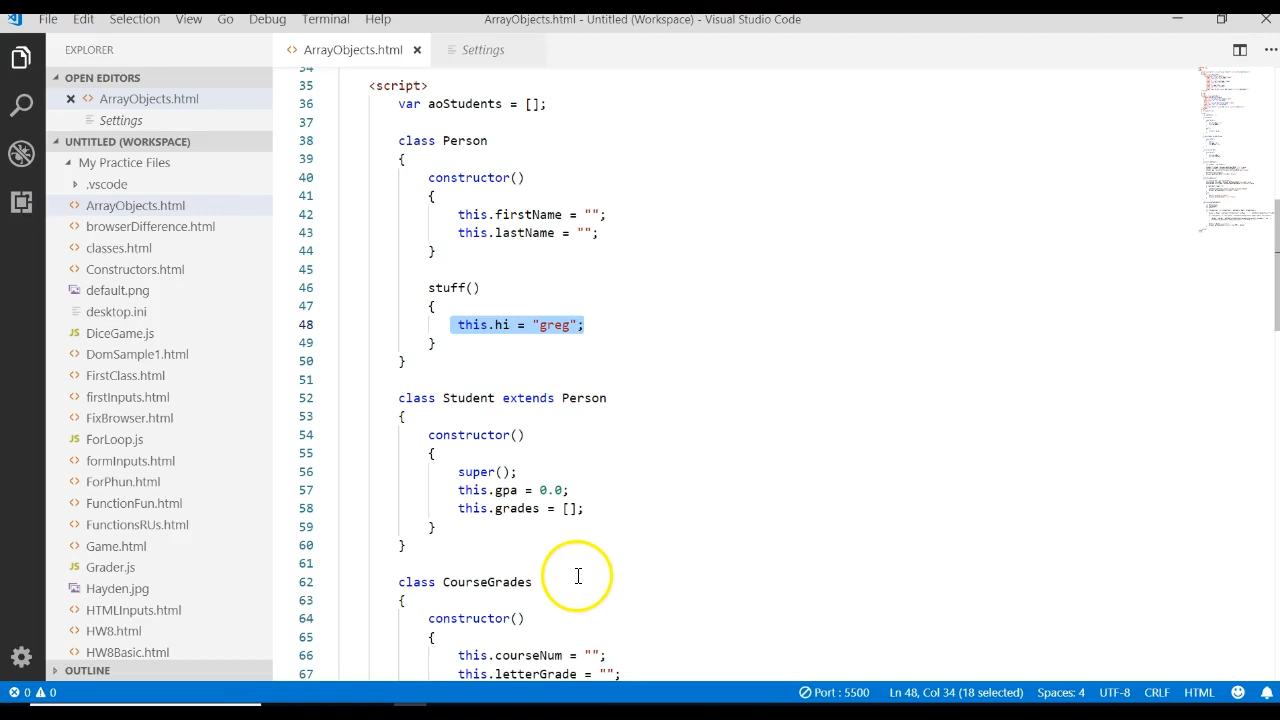 File Edit Selection View Go Debug Terminal Help ArrayObjects.html - Untitled (Workspace) - Visual Studio Code
EXPLORER
OPEN EDITORS
ArrayObjects.html
Settings
UNTITLED (WORKSPACE)
My Practice Files
.vscode
ArrayObjects.html
browserDifference.html
classes.html
Constructors.html
default.png
desktop.ini
DiceGame.js
DomSample1.html
FirstClass.html
firstInputs.html
FixBrowser.html
ForLoop.js
formInputs.html
ForPhun.html
FunctionFun.html
FunctionsRUs.html
Game.html
Grader.js
Hayden.jpg
HTMLInputs.html
HW8.html
HW8Basic.html
OUTLINE
ArrayObjects.html Settings
34
35 <script>
36 var aoStudents = [];
37
38 class Person
39 {
40 constructor()
41 {
42 this.firstName = "";
43 this.lastName = "";
44 }
45
46 stuff()
47 {
48 this.hi = "greg";
49 }
50 }
51
52 class Student extends Person
53 {
54 constructor()
55 {
56 super();
57 this.gpa = 0.0;
58 this.grades = [];
59 }
60 }
61
62 class CourseGrades
63 {
64 constructor()
65 {
66 this.courseNum = "";
67 this.letterGrade = "";
0 0 Port : 5500 Ln 48, Col 34 (18 selected) Spaces: 4 UTF-8 CRLF HTML